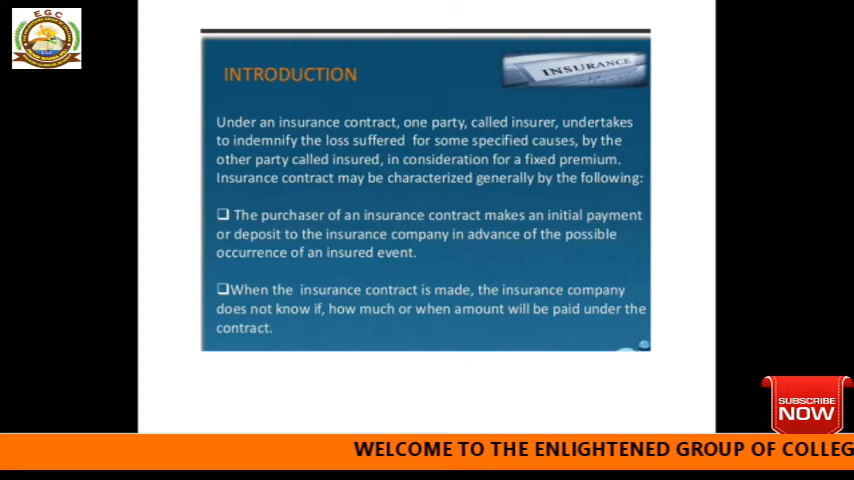 EGC
INTRODUCTION
INSURANCE
Under an insurance contract, one party, called insurer, undertakes
to indemnify the loss suffered for some specified causes, by the
other party called insured, in consideration for a fixed premium.
Insurance contract may be characterized generally by the following:
❑ The purchaser of an insurance contract makes an initial payment
or deposit to the insurance company in advance of the possible
occurrence of an insured event.
❑When the insurance contract is made, the insurance company
does not know if, how much or when amount will be paid under the
contract.
SUBSCRIBE
NOW
WELCOME TO THE ENLIGHTENED GROUP OF COLLEG